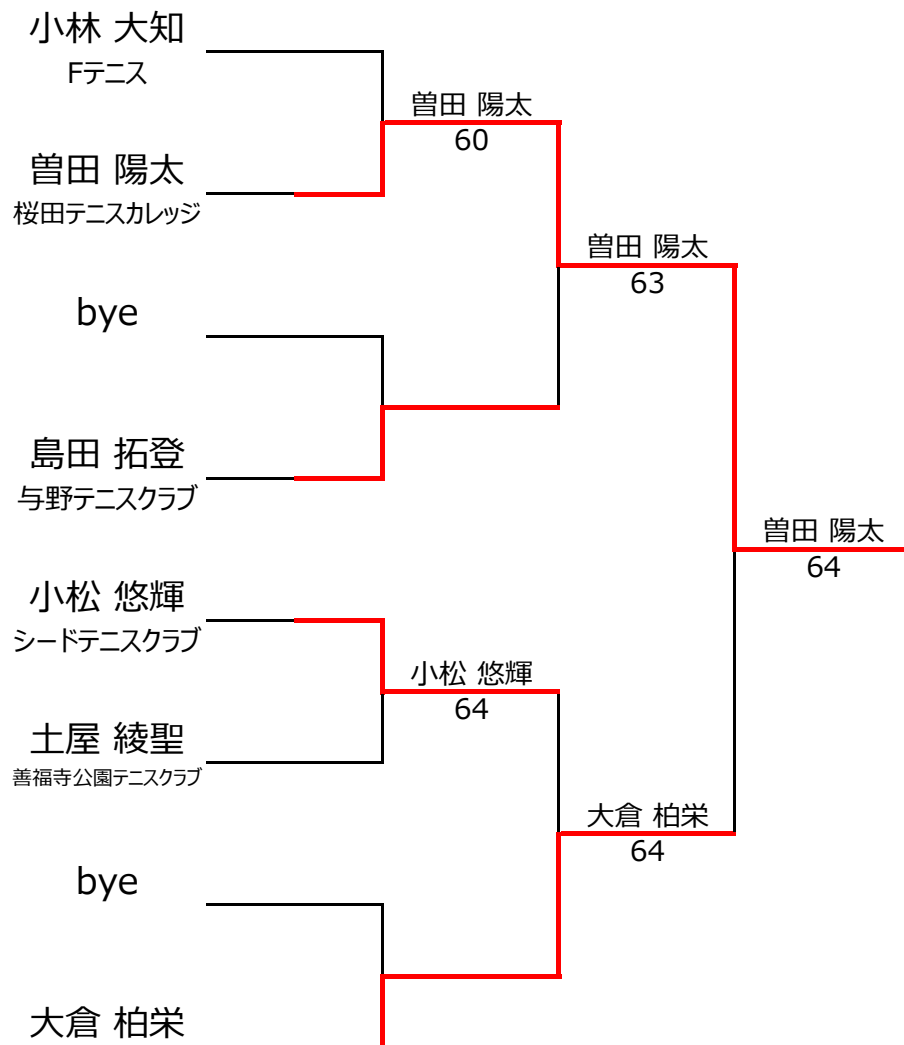 小林 大知
Fテニス
曽田 陽太
60
曽田 陽太
桜田テニスカレッジ
曽田 陽太
63
bye
島田 拓登
与野テニスクラブ
曽田 陽太
64
小松 悠輝
シードテニスクラブ
小松 悠輝
64
土屋 綾聖
善福寺公園テニスクラブ
大倉 柏栄
64
bye
大倉 柏栄